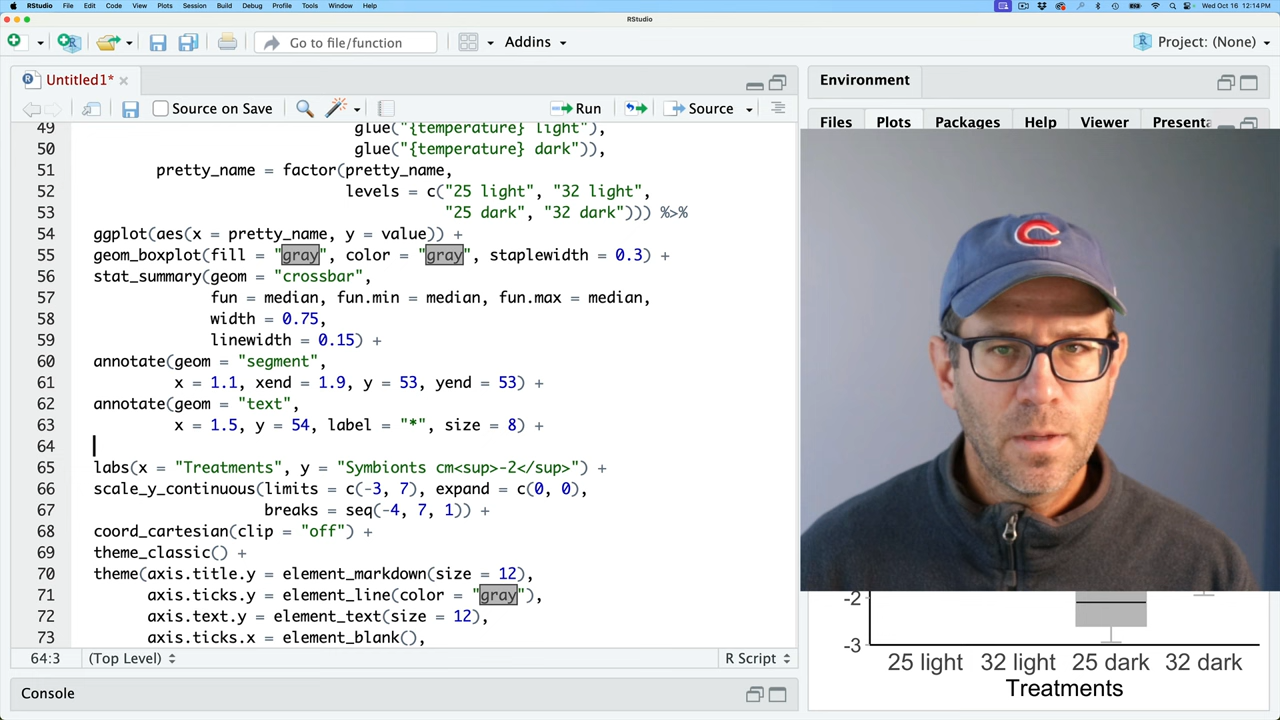 RStudio File Edit Code View Plots Session Build Debug Profile Tools Window Help Wed Oct 16 12:14 PM
RStudio
Go to file/function Addins Project: (None)
Untitled1*
Source on Save Run Source
49 glue("{temperature} light"),
50 glue("{temperature} dark")),
51 pretty_name = factor(pretty_name,
52 levels = c("25 light", "32 light",
53 "25 dark", "32 dark"))) %>%
54 ggplot(aes(x = pretty_name, y = value)) +
55 geom_boxplot(fill = "gray", color = "gray", staplewidth = 0.3) +
56 stat_summary(geom = "crossbar",
57 fun = median, fun.min = median, fun.max = median,
58 width = 0.75,
59 linewidth = 0.15) +
60 annotate(geom = "segment",
61 x = 1.1, xend = 1.9, y = 53, yend = 53) +
62 annotate(geom = "text",
63 x = 1.5, y = 54, label = "*", size = 8) +
64
65 labs(x = "Treatments", y = "Symbionts cm<sup>-2</sup>") +
66 scale_y_continuous(limits = c(-3, 7), expand = c(0, 0),
67 breaks = seq(-4, 7, 1)) +
68 coord_cartesian(clip = "off") +
69 theme_classic() +
70 theme(axis.title.y = element_markdown(size = 12),
71 axis.ticks.y = element_line(color = "gray"),
72 axis.text.y = element_text(size = 12),
73 axis.ticks.x = element_blank(),
64:3 (Top Level) R Script
Console
Environment
Files Plots Packages Help Viewer Presenta
C
-2
-3
25 light 32 light 25 dark 32 dark
Treatments